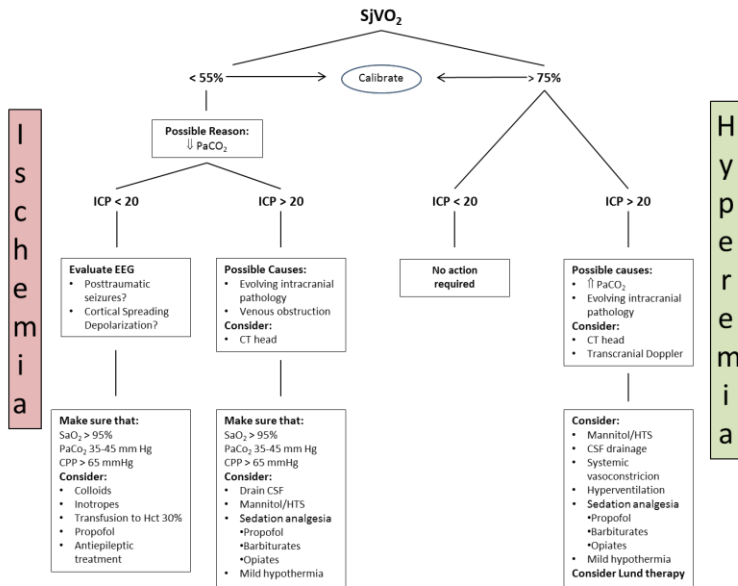 SjVO₂
< 55%
Calibrate
> 75%
Ischemia
Hyperemia
Possible Reason:
⇓ PaCO₂
ICP < 20
ICP > 20
ICP < 20
ICP > 20
Evaluate EEG
• Posttraumatic
seizures?
• Cortical Spreading
Depolarization?
Possible Causes:
• Evolving intracranial
pathology
• Venous obstruction
Consider:
• CT head
No action
required
Possible causes:
• ⇑ PaCO₂
• Evolving intracranial
pathology
Consider:
• CT head
• Transcranial Doppler
Make sure that:
SaO₂ > 95%
PaCo₂ 35-45 mm Hg
CPP > 65 mmHg
Consider:
• Colloids
• Inotropes
• Transfusion to Hct 30%
• Propofol
• Antiepileptic
treatment
Make sure that:
SaO₂ > 95%
PaCo₂ 35-45 mm Hg
CPP > 65 mmHg
Consider:
• Drain CSF
• Mannitol/HTS
• Sedation analgesia
•Propofol
•Barbiturates
•Opiates
• Mild hypothermia
Consider:
• Mannitol/HTS
• CSF drainage
• Systemic
vasoconstricion
• Hyperventilation
• Sedation analgesia
•Propofol
•Barbiturates
•Opiates
• Mild hypothermia
Consider Lund therapy